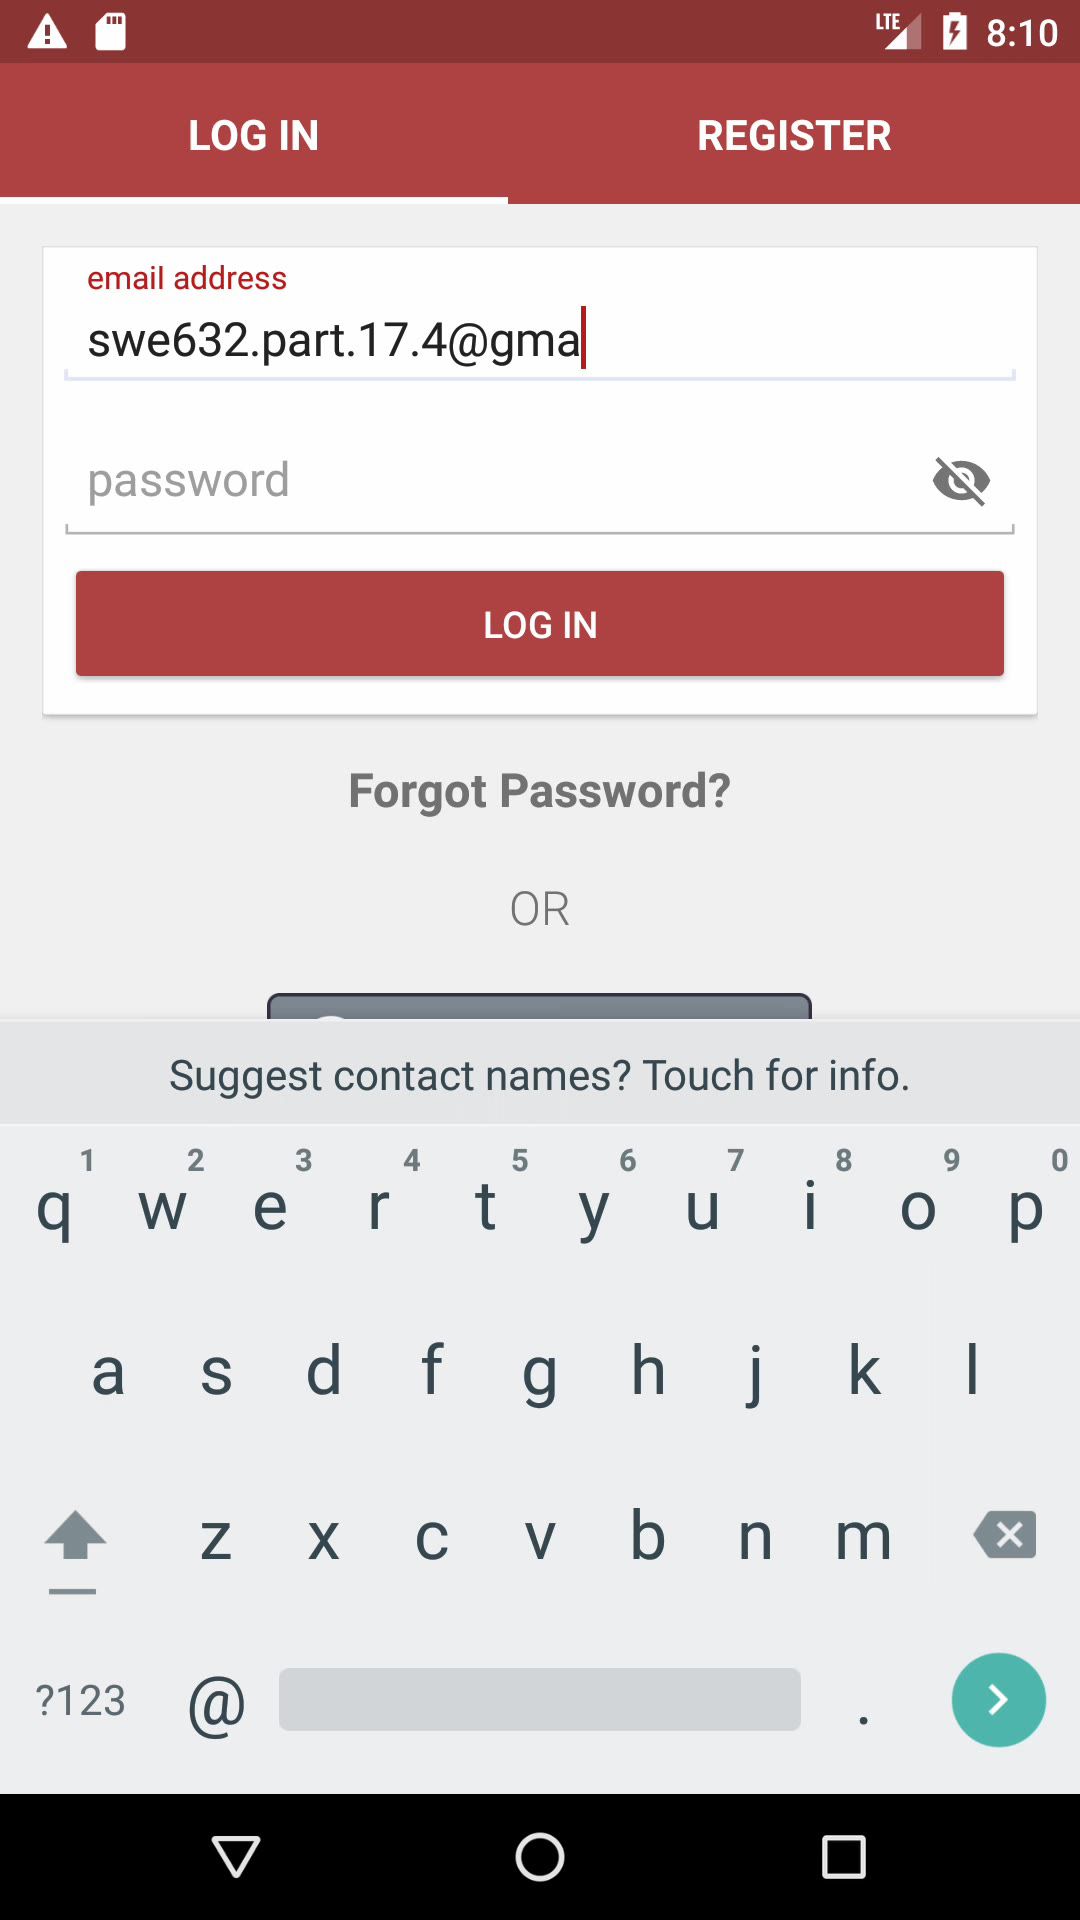 LTE 8:10
LOG IN REGISTER
email address
swe632.part.17.4@gma
password
LOG IN
Forgot Password?
OR
Suggest contact names? Touch for info.
1 2 3 4 5 6 7 8 9 0
q w e r t y u i o p
a s d f g h j k l
z x c v b n m
?123 @ .